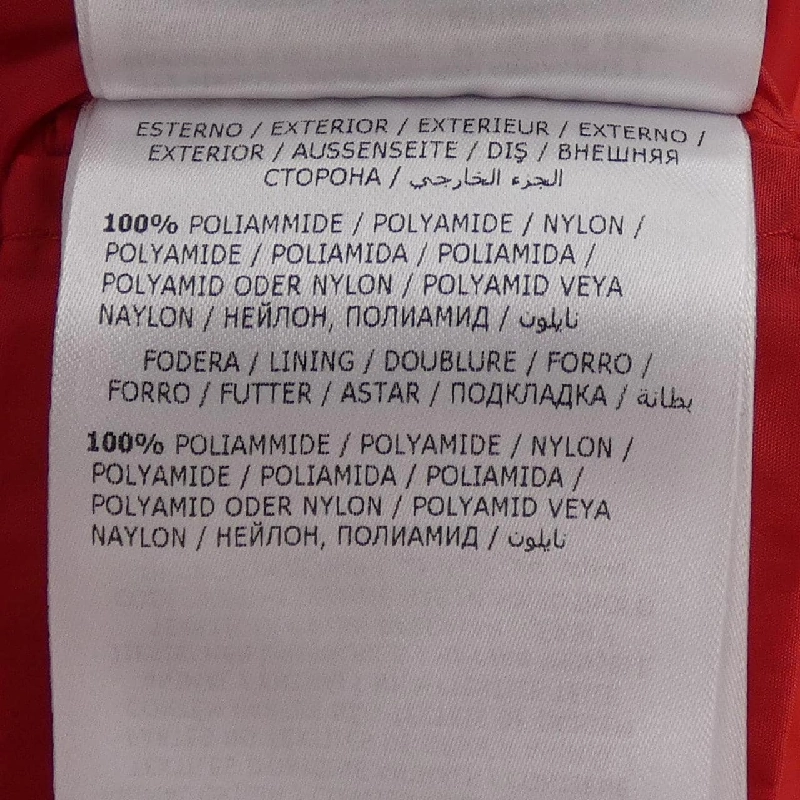 ESTERNO / EXTERIOR / EXTERIEUR / EXTERNO /
EXTERIOR / AUSSENSEITE / DIŞ / ВНЕШНЯЯ
СТОРОНА / الجزء الخارجي
100% POLIAMMIDE / POLYAMIDE / NYLON /
POLYAMIDE / POLIAMIDA / POLIAMIDA /
POLYAMID ODER NYLON / POLYAMID VEYA
NAYLON / НЕЙЛОН, ПОЛИАМИД / نايلون
FODERA / LINING / DOUBLURE / FORRO /
FORRO / FUTTER / ASTAR / ПОДКЛАДКА / بطانة
100% POLIAMMIDE / POLYAMIDE / NYLON /
POLYAMIDE / POLIAMIDA / POLIAMIDA /
POLYAMID ODER NYLON / POLYAMID VEYA
NAYLON / НЕЙЛОН, ПОЛИАМИД / نايلون